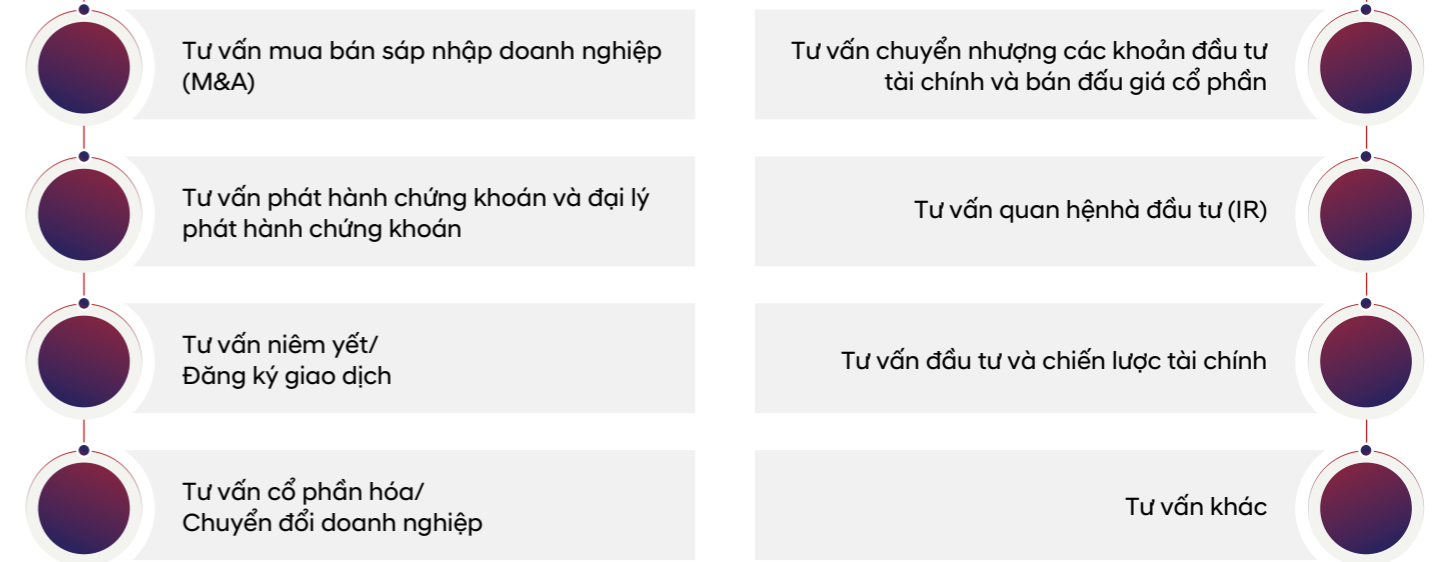 Tư vấn mua bán sáp nhập doanh nghiệp
(M&A)
Tư vấn phát hành chứng khoán và đại lý
phát hành chứng khoán
Tư vấn niêm yết/
Đăng ký giao dịch
Tư vấn cổ phần hóa/
Chuyển đổi doanh nghiệp
Tư vấn chuyển nhượng các khoản đầu tư
tài chính và bán đấu giá cổ phần
Tư vấn quan hệnhà đầu tư (IR)
Tư vấn đầu tư và chiến lược tài chính
Tư vấn khác